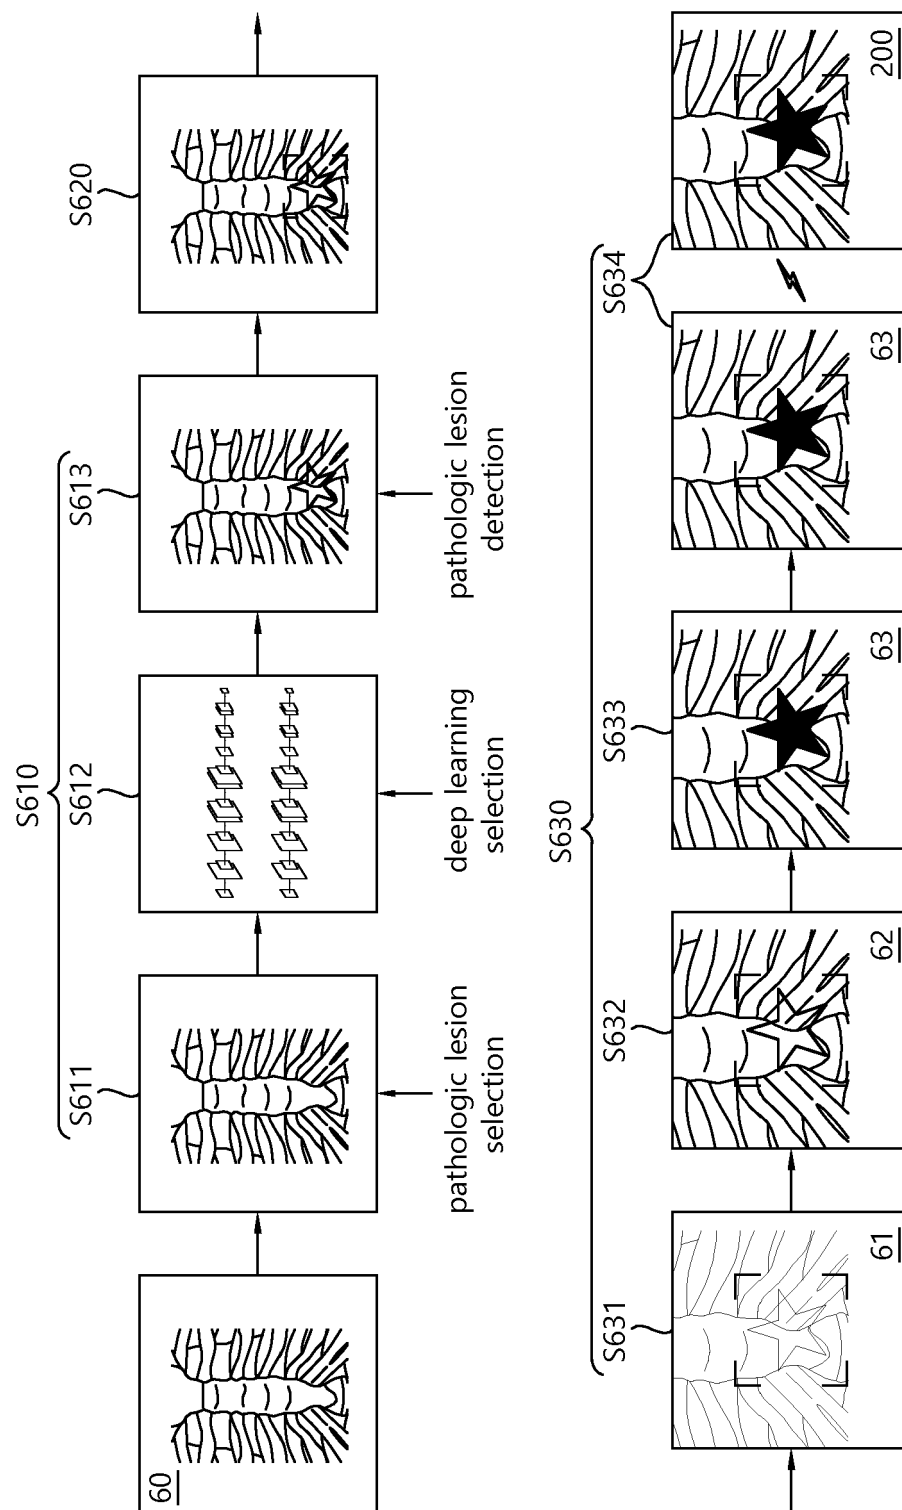 S610
S611
S612
S613
S620
60
pathologic lesion
selection
deep learning
selection
pathologic lesion
detection
S630
S631
S632
S633
S634
61
62
63
63
200